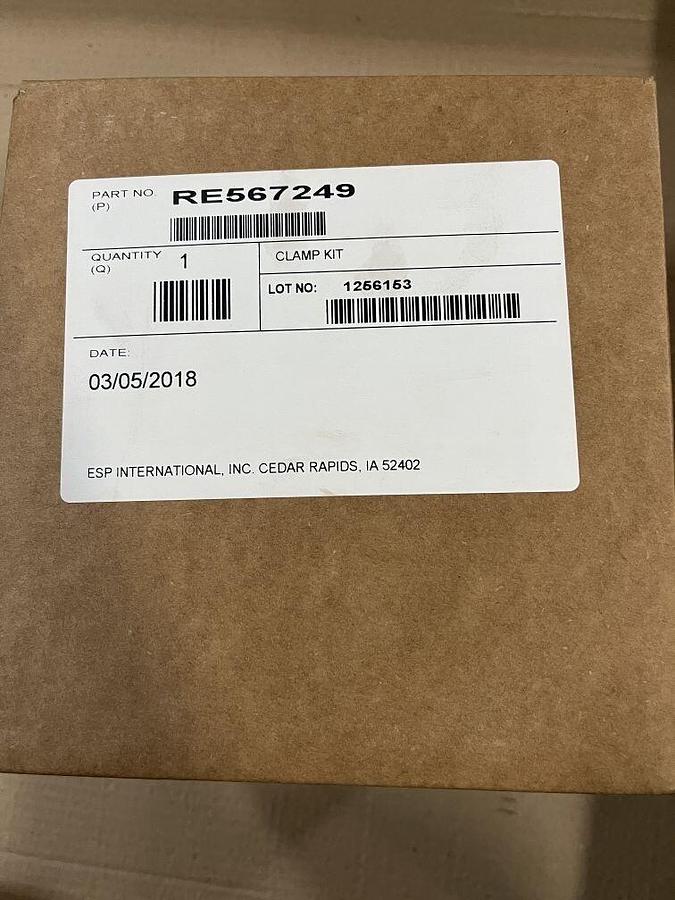 PART NO. RE567249
(P)
QUANTITY 1
(Q)
CLAMP KIT
LOT NO: 1256153
DATE:
03/05/2018
ESP INTERNATIONAL, INC. CEDAR RAPIDS, IA 52402